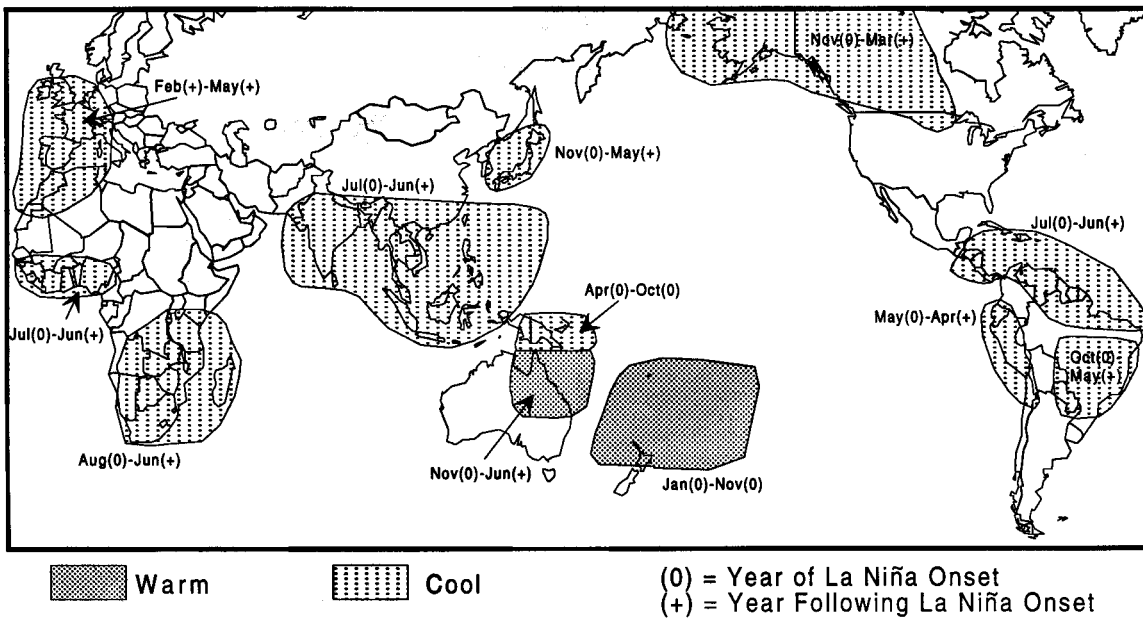 Nov(0)-Mar(+)
Feb(+)-May(+)
Nov(0)-May(+)
Jul(0)-Jun(+)
Jul(0)-Jun(+)
Apr(0)-Oct(0)
May(0)-Apr(+)
Jul(0)-Jun(+)
Oct(0)
May(+)
Aug(0)-Jun(+)
Nov(0)-Jun(+)
Jan(0)-Nov(0)
Warm
Cool
(0) = Year of La Niña Onset
(+) = Year Following La Niña Onset